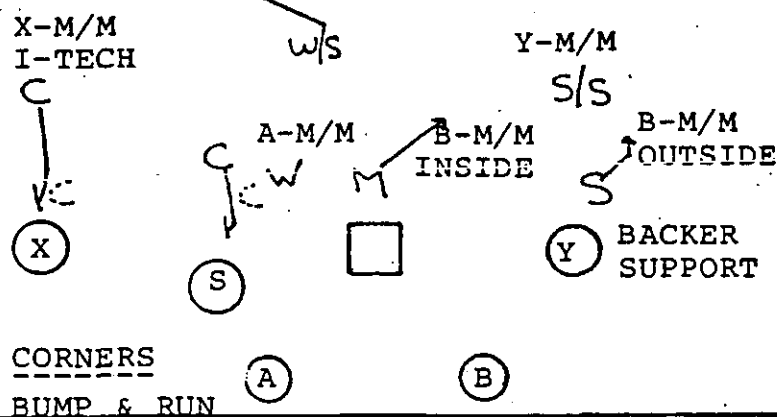 X-M/M
I-TECH
W/S
Y-M/M
S/S
C
A-M/M
B-M/M
INSIDE
B-M/M
OUTSIDE
C
C
W
M
S
C
X
S
Y
BACKER
SUPPORT
CORNERS
A
B
BUMP & RUN